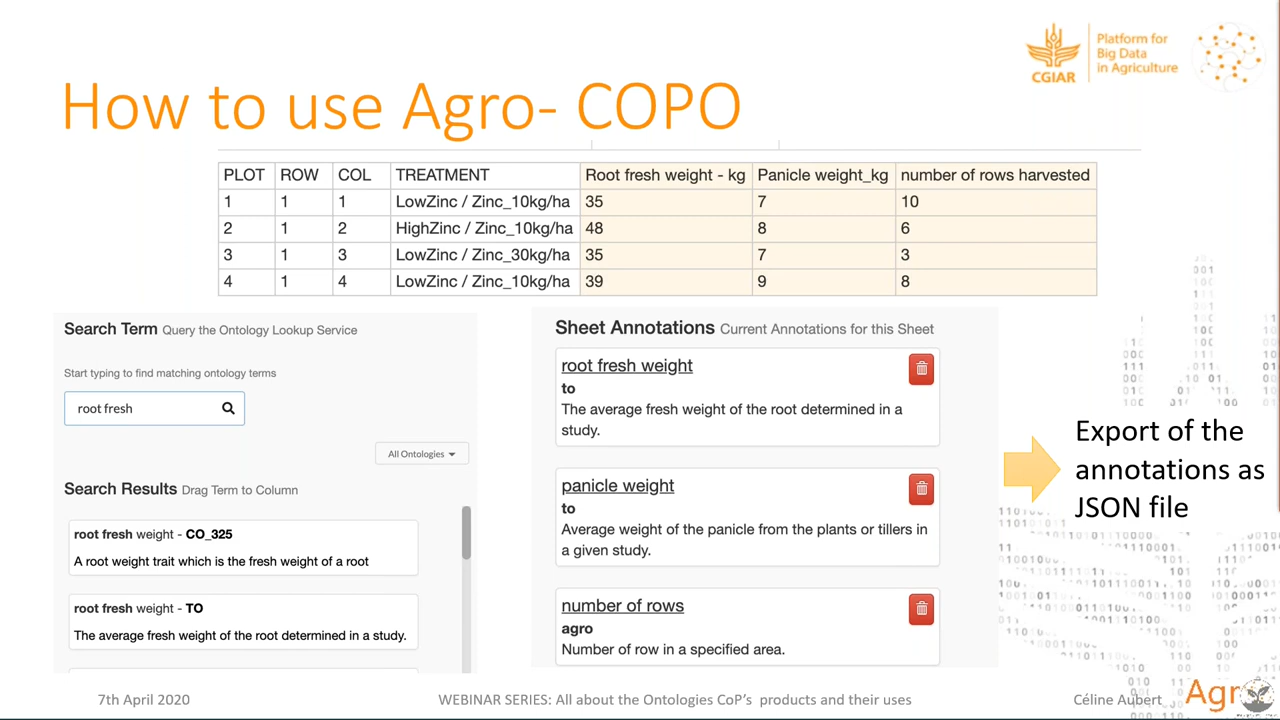 CGIAR
Platform for
Big Data
in Agriculture
How to use Agro- COPO
PLOT ROW COL TREATMENT Root fresh weight - kg Panicle weight_kg number of rows harvested
1 1 1 LowZinc / Zinc_10kg/ha 35 7 10
2 1 2 HighZinc / Zinc_10kg/ha 48 8 6
3 1 3 LowZinc / Zinc_30kg/ha 35 7 3
4 1 4 LowZinc / Zinc_10kg/ha 39 9 8
Search Term Query the Ontology Lookup Service
Start typing to find matching ontology terms
root fresh
All Ontologies
Search Results Drag Term to Column
root fresh weight - CO_325
A root weight trait which is the fresh weight of a root
root fresh weight - TO
The average fresh weight of the root determined in a study.
Sheet Annotations Current Annotations for this Sheet
root fresh weight
to
The average fresh weight of the root determined in a
study.
panicle weight
to
Average weight of the panicle from the plants or tillers in
a given study.
number of rows
agro
Number of row in a specified area.
Export of the
annotations as
JSON file
7th April 2020
WEBINAR SERIES: All about the Ontologies CoP's products and their uses
Céline Aubert
Agr